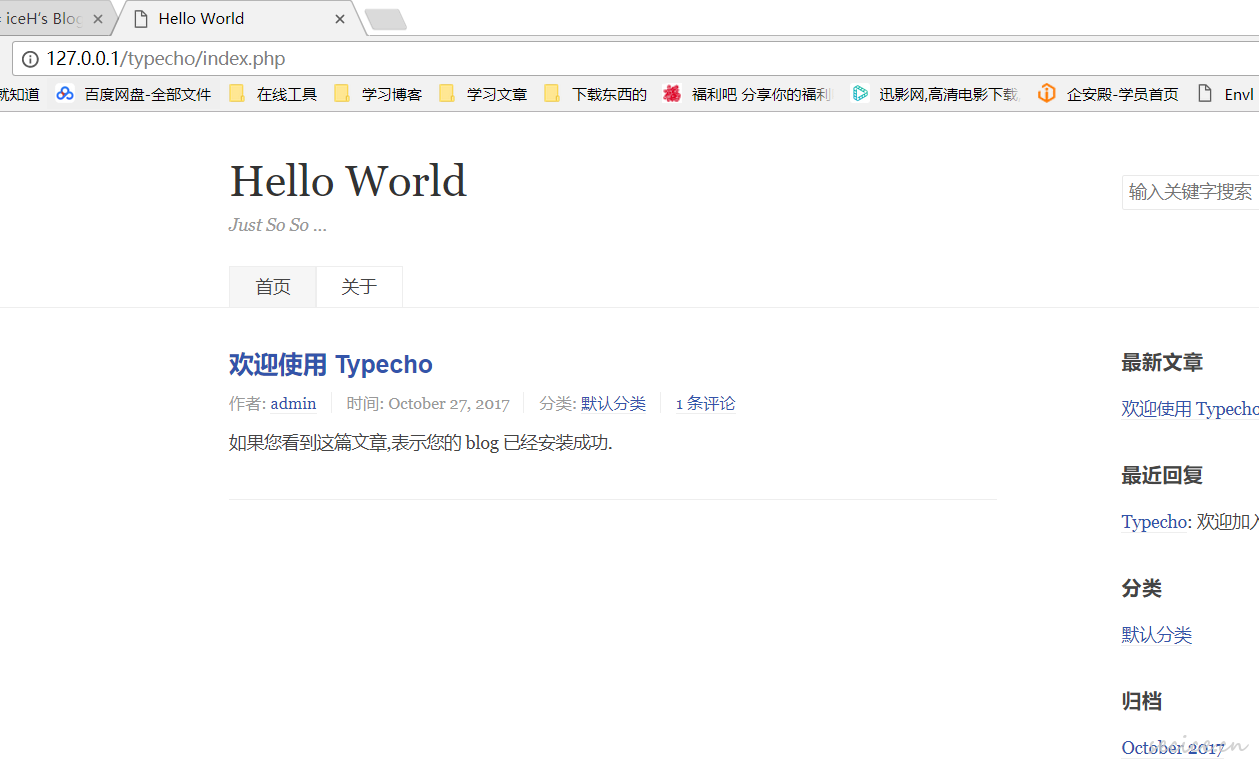 iceH's Blog
Hello World
127.0.0.1/typecho/index.php
就知道 百度网盘-全部文件 在线工具 学习博客 学习文章 下载东西的 福利吧 分享你的福利 迅影网,高清电影下载 企安殿-学员首页 Envl
Hello World
输入关键字搜索
Just So So ...
首页 关于
欢迎使用 Typecho
作者: admin 时间: October 27, 2017 分类: 默认分类 1 条评论
如果您看到这篇文章,表示您的 blog 已经安装成功.
最新文章
欢迎使用 Typecho
最近回复
Typecho: 欢迎加入
分类
默认分类
归档
October 2017